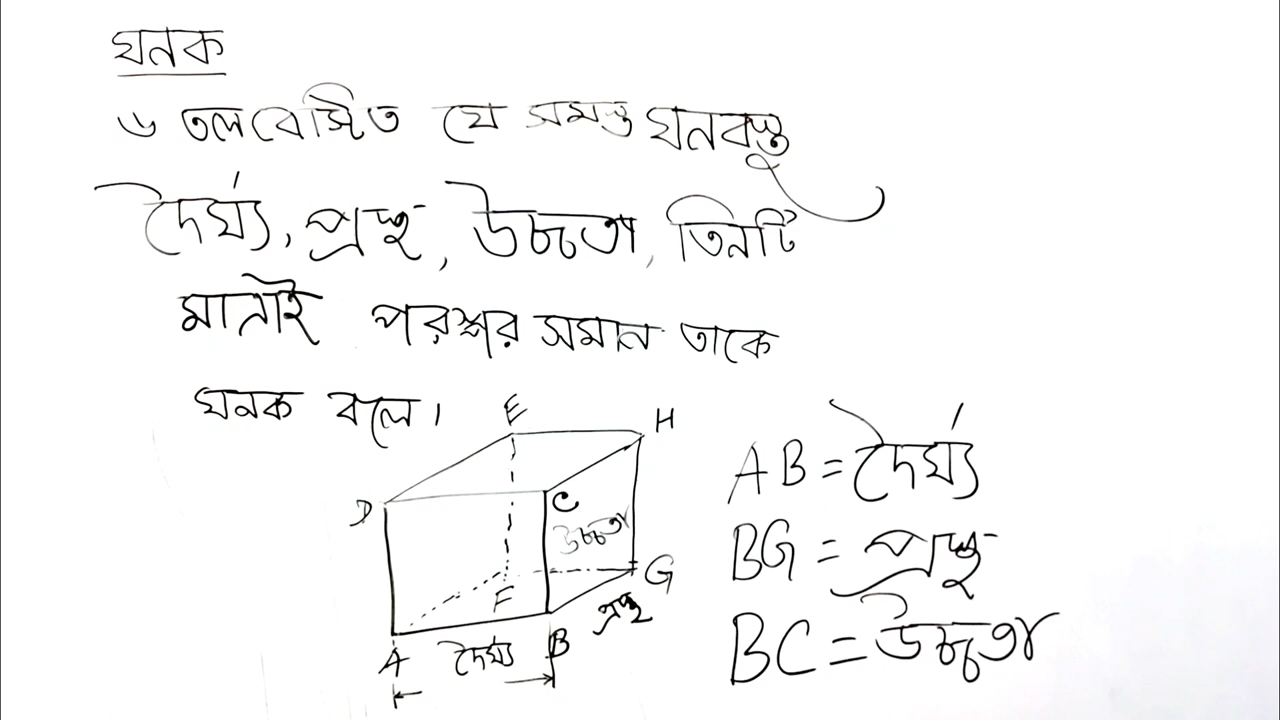 ঘনক
৬ তলবেষ্টিত যে সমস্ত ঘনবস্তু
দৈর্ঘ্য, প্রস্থ, উচ্চতা, তিনটি
মাত্রাই পরস্পর সমান তাকে
ঘনক বলে।
E
H
D
C
উচ্চতা
F
G
প্রস্থ
A
দৈর্ঘ্য
B
AB = দৈর্ঘ্য
BG = প্রস্থ
BC = উচ্চতা